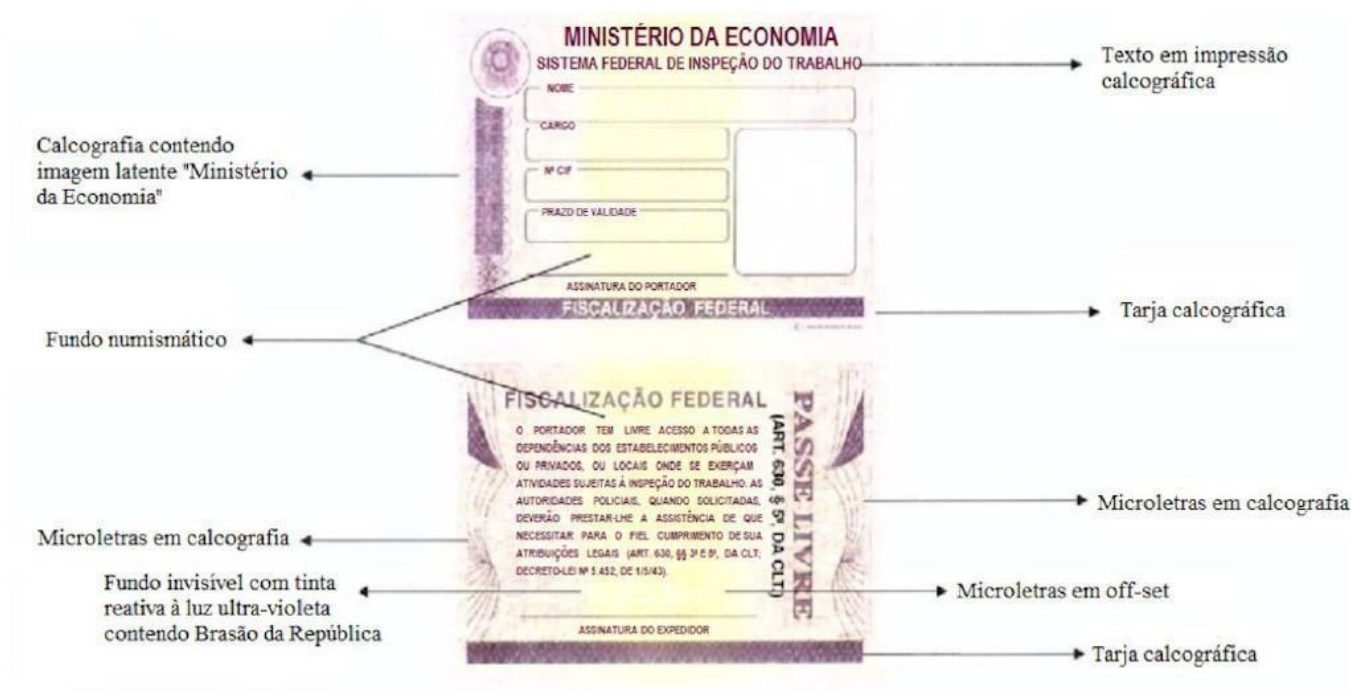 MINISTÉRIO DA ECONOMIA
SISTEMA FEDERAL DE INSPEÇÃO DO TRABALHO
NOME
CARGO
Nº CIF
PRAZO DE VALIDADE
ASSINATURA DO PORTADOR
FISCALIZAÇÃO FEDERAL
Texto em impressão
calcográfica
Calcografia contendo
imagem latente "Ministério
da Economia"
Tarja calcográfica
Fundo numismático
FISCALIZAÇÃO FEDERAL
O PORTADOR TEM LIVRE ACESSO A TODAS AS
DEPENDÊNCIAS DOS ESTABELECIMENTOS PÚBLICOS
OU PRIVADOS, OU LOCAIS ONDE SE EXERÇAM
ATIVIDADES SUJEITAS À INSPEÇÃO DO TRABALHO. AS
AUTORIDADES POLICIAIS, QUANDO SOLICITADAS,
DEVERÃO PRESTAR-LHE A ASSISTÊNCIA DE QUE
NECESSITAR PARA O FIEL CUMPRIMENTO DE SUA
ATRIBUIÇÕES LEGAIS (ART. 630, §§ 3º E 8º, DA CLT;
DECRETO-LEI Nº 5.452, DE 1/5/43).
ASSINATURA DO EXPEDIDOR
(ART. 630, § 5º, DA CLT.)
PASSE LIVRE
Microletras em calcografia
Microletras em calcografia
Fundo invisível com tinta
reativa à luz ultra-violeta
contendo Brasão da República
Microletras em off-set
Tarja calcográfica